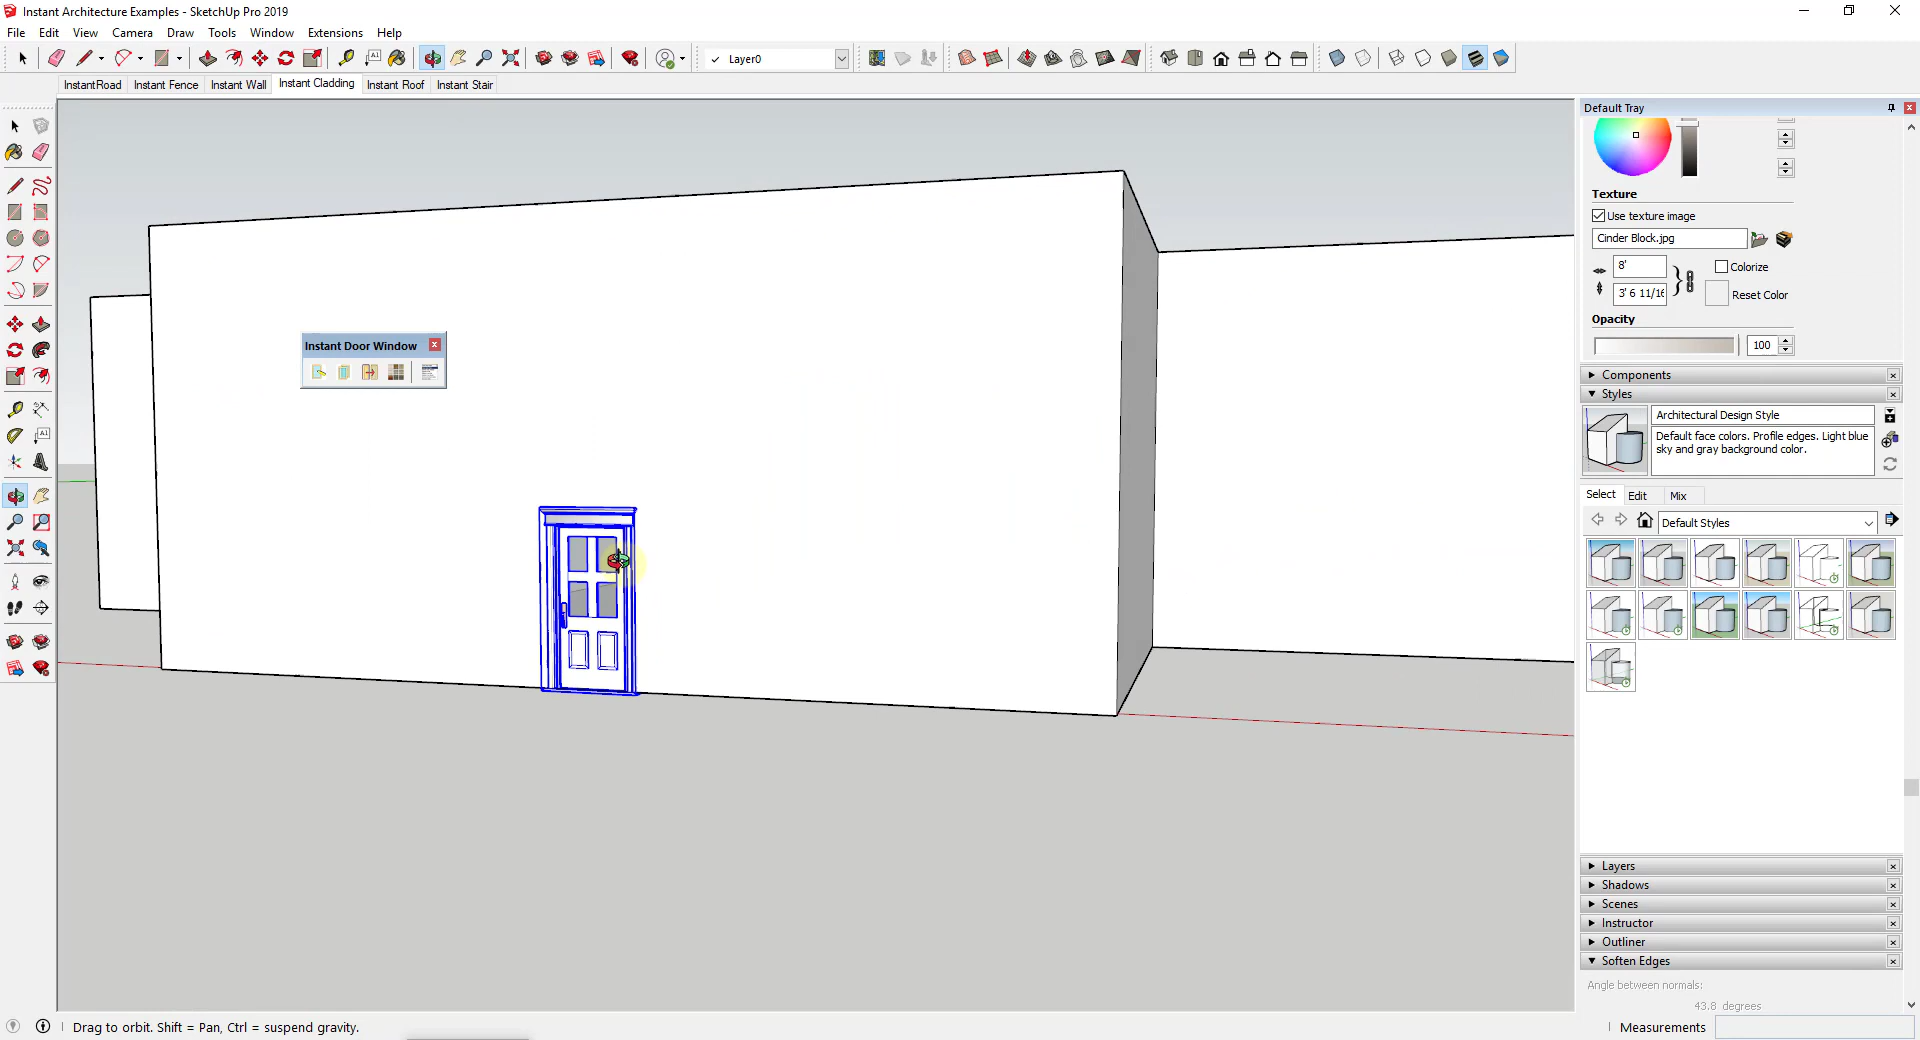 Instant Architecture Examples - SketchUp Pro 2019
File Edit View Camera Draw Tools Window Extensions Help
Layer0
InstantRoad Instant Fence Instant Wall Instant Cladding Instant Roof Instant Stair
Default Tray
Texture
Use texture image
Cinder Block.jpg
8'
Colorize
3' 6 11/16
Reset Color
Opacity
100
Instant Door Window
Components
Styles
Architectural Design Style
Default face colors. Profile edges. Light blue
sky and gray background color.
Select Edit Mix
Default Styles
Layers
Shadows
Scenes
Instructor
Outliner
Soften Edges
Angle between normals:
43.8 degrees
Drag to orbit. Shift = Pan, Ctrl = suspend gravity.
Measurements